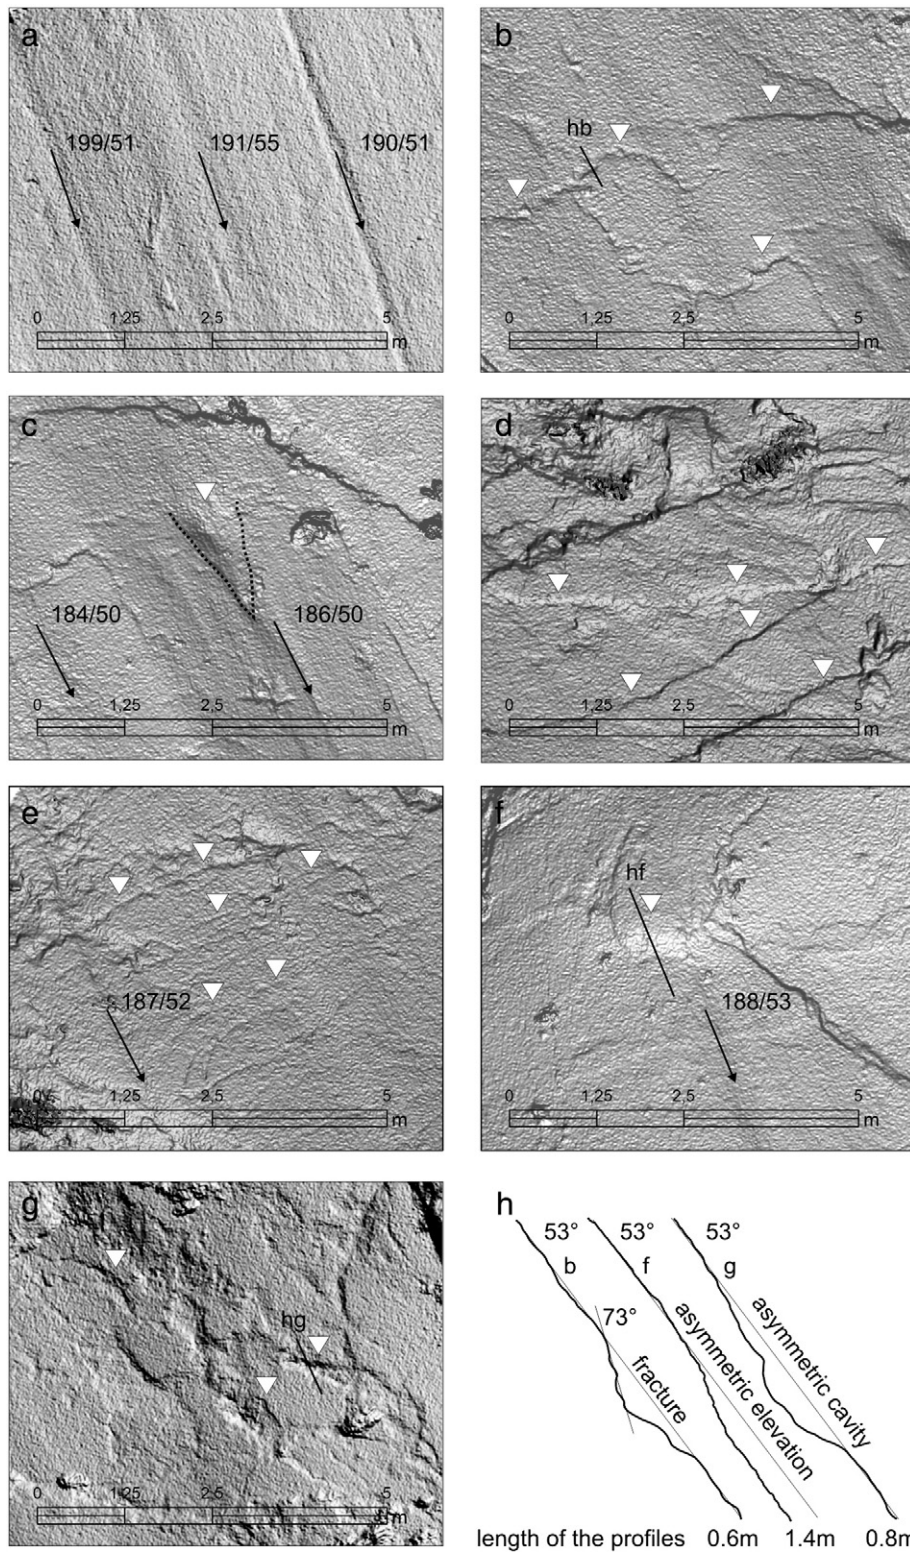 a
199/51 191/55 190/51
0 1,25 2,5 5
m
b
hb
0 1,25 2,5 5
m
c
184/50 186/50
0 1,25 2,5 5
m
d
0 1,25 2,5 5
m
e
187/52
0 1,25 2,5 5
m
f
hf
188/53
0 1,25 2,5 5
m
g
hg
0 1,25 2,5 5
m
h
53° 53° 53°
b f g
73°
fracture
asymmetric elevation
asymmetric cavity
length of the profiles 0.6m 1.4m 0.8m